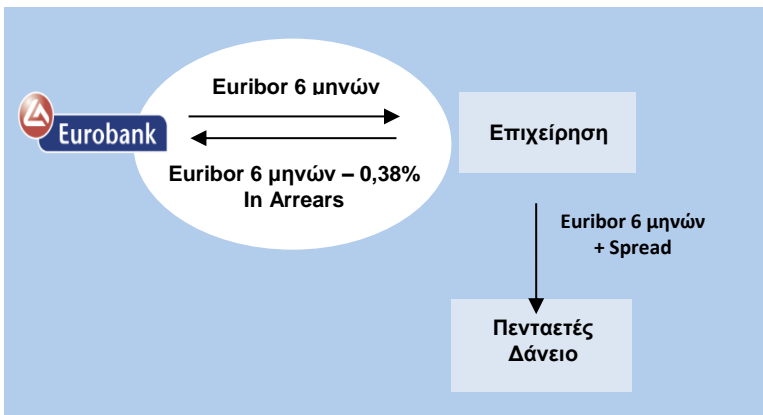 Euribor 6 μηνών
Eurobank
Επιχείρηση
Euribor 6 μηνών – 0,38%
In Arrears
Euribor 6 μηνών
+ Spread
Πενταετές
Δάνειο